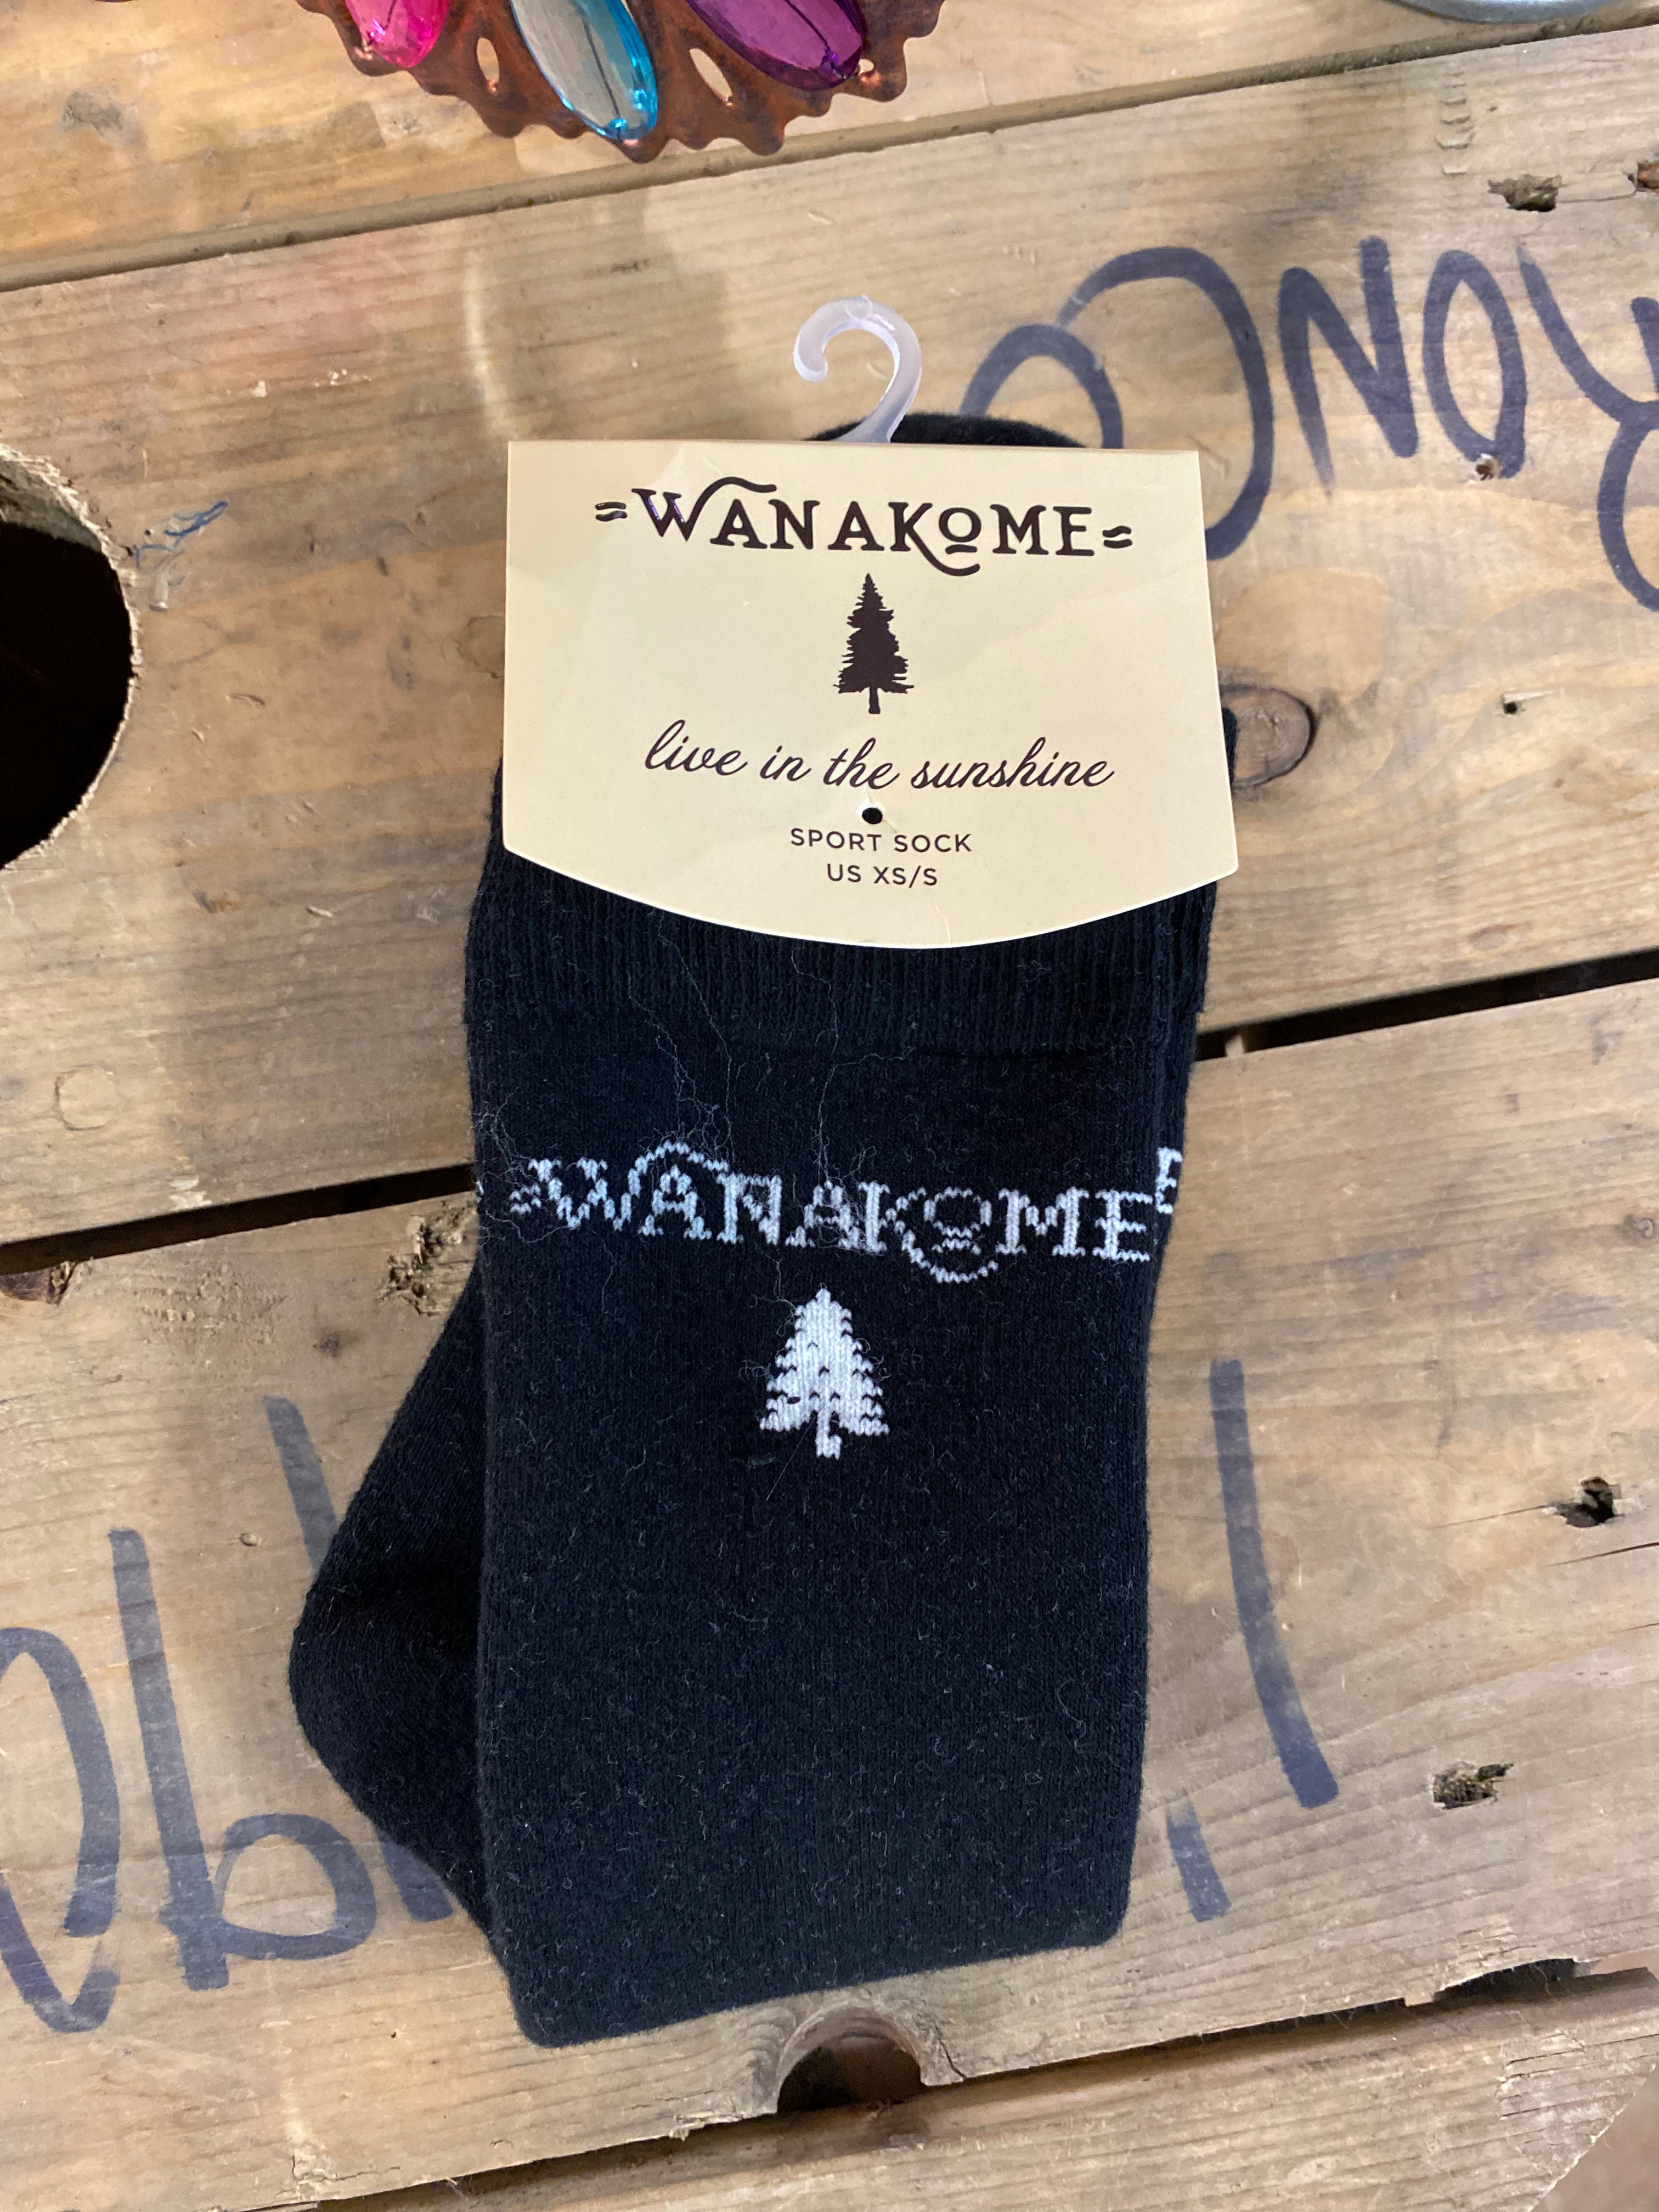 =WANAKOME=
live in the sunshine
SPORT SOCK
US XS/S
=WANAKOME